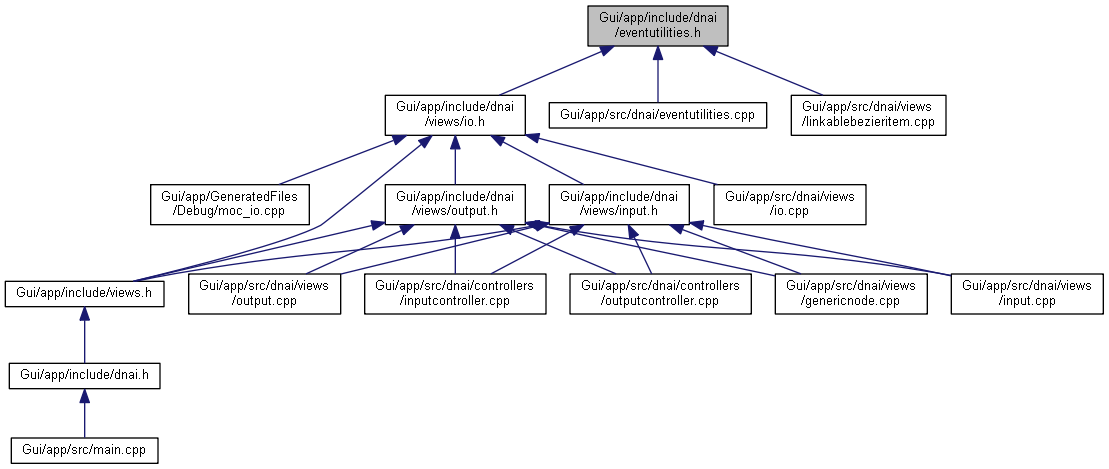 Gui/app/include/dnai
/eventutilities.h
Gui/app/include/dnai
/views/io.h
Gui/app/src/dnai/eventutilities.cpp
Gui/app/src/dnai/views
/linkablebezieritem.cpp
Gui/app/GeneratedFiles
/Debug/moc_io.cpp
Gui/app/include/dnai
/views/output.h
Gui/app/include/dnai
/views/input.h
Gui/app/src/dnai/views
/io.cpp
Gui/app/include/views.h
Gui/app/src/dnai/views
/output.cpp
Gui/app/src/dnai/controllers
/inputcontroller.cpp
Gui/app/src/dnai/controllers
/outputcontroller.cpp
Gui/app/src/dnai/views
/genericnode.cpp
Gui/app/src/dnai/views
/input.cpp
Gui/app/include/dnai.h
Gui/app/src/main.cpp